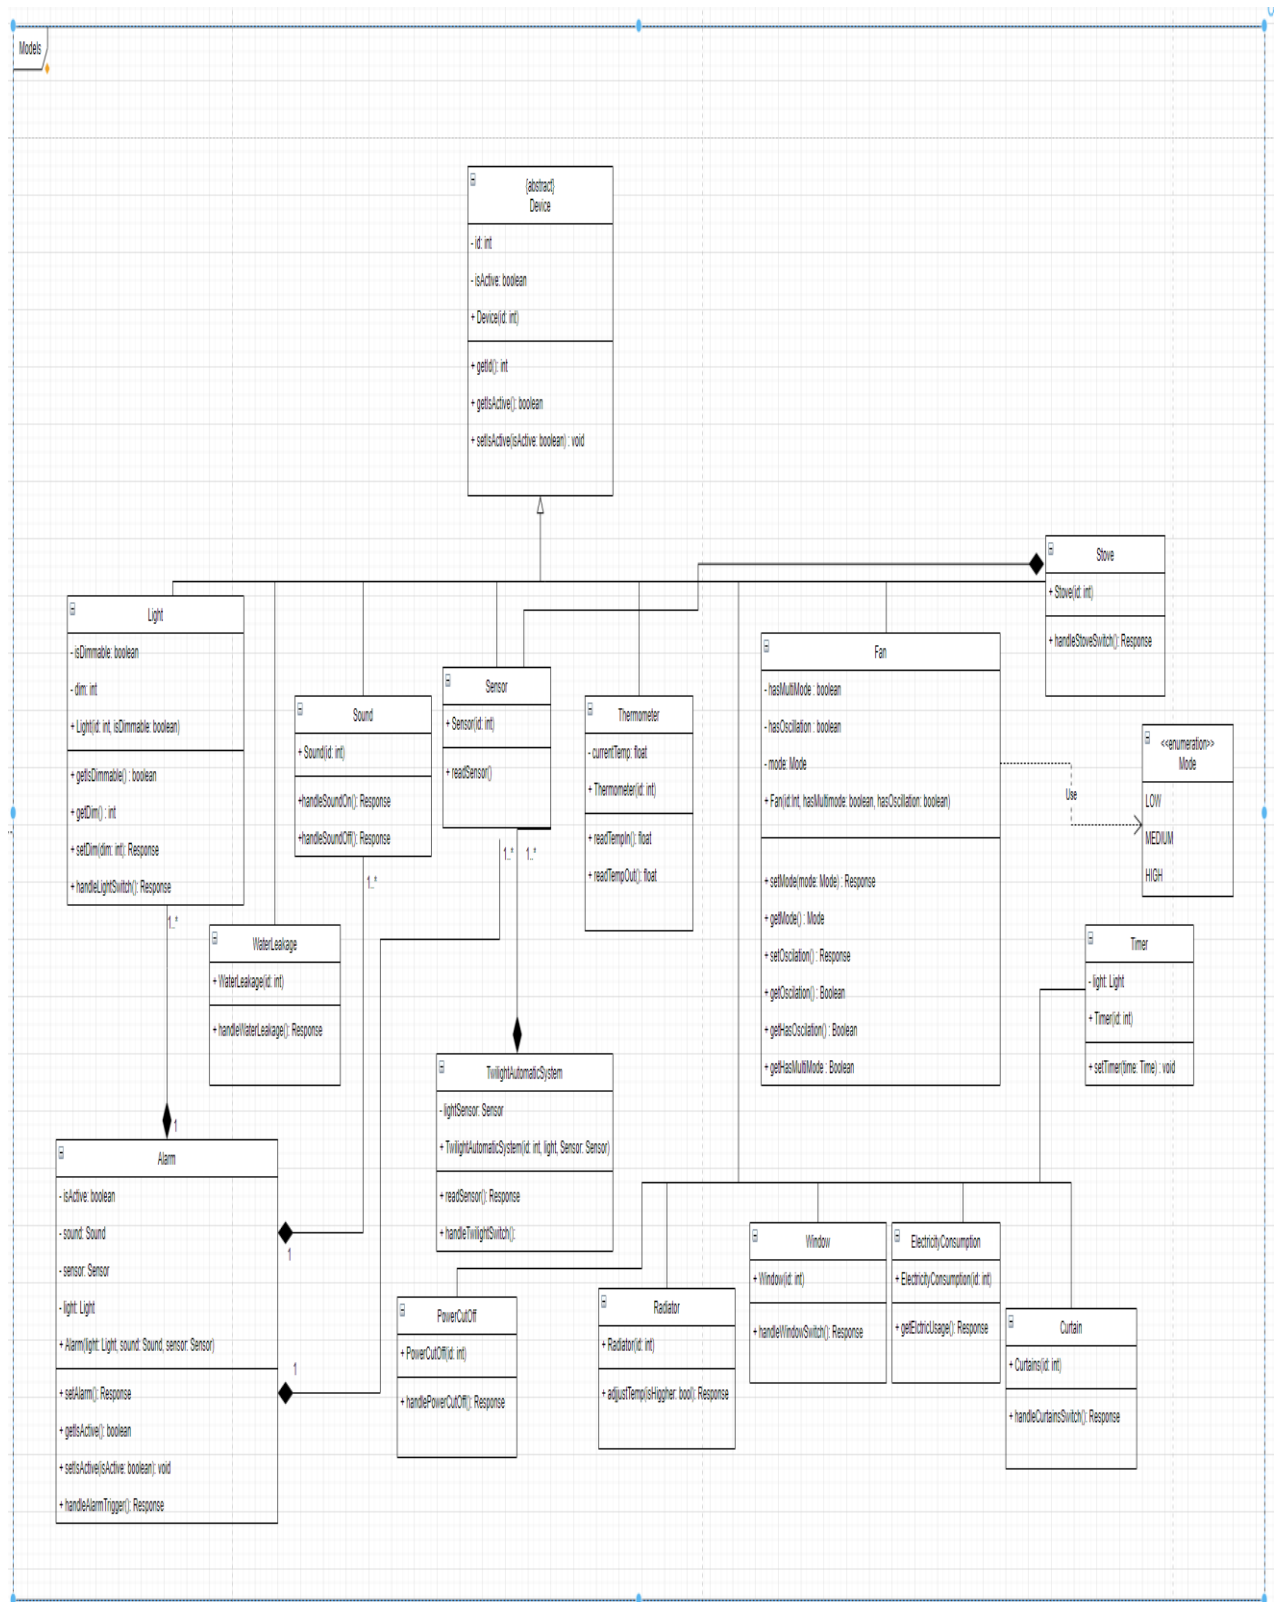 Models
{abstract}
Device
- id: int
- isActive: boolean
+ Device(id: int)
+ getId(): int
+ getIsActive(): boolean
+ setIsActive(isActive: boolean) : void
Stove
+ Stove(id: int)
+ handleStoveSwitch(): Response
Light
- isDimmable: boolean
- dim: int
+ Light(id: int, isDimmable: boolean)
+ getIsDimmable() : boolean
+ getDim() : int
+ setDim(dim: int): Response
+ handleLightSwitch(): Response
1..*
Sound
+ Sound(id: int)
+handleSoundOn(): Response
+handleSoundOff(): Response
1..*
Sensor
+ Sensor(id: int)
+ readSensor()
1..*
1..*
Thermometer
- currentTemp: float
+ Thermometer(id: int)
+ readTempIn(): float
+ readTempOut(): float
Fan
- hasMultiMode : boolean
- hasOscillation : boolean
- mode: Mode
+ Fan(id:Int, hasMultimode: boolean, hasOscillation: boolean)
+ setMode(mode: Mode) : Response
+ getMode() : Mode
+ setOscilation() : Response
+ getOscilation() : Boolean
+ getHasOscilation() : Boolean
+ getHasMultiMode : Boolean
Use
<<enumeration>>
Mode
LOW
MEDIUM
HIGH
WaterLeakage
+ WaterLeakage(id: int)
+ handleWaterLeakage(): Response
Timer
- light: Light
+ Timer(id: int)
+ setTimer(time: Time) : void
TwilightAutomaticSystem
- lightSensor: Sensor
+ TwilightAutomaticSystem(id: int, light, Sensor: Sensor)
+ readSensor(): Response
+ handleTwilightSwitch():
1
Alarm
- isActive: boolean
- sound: Sound
- sensor: Sensor
- light: Light
+ Alarm(light: Light, sound: Sound, sensor: Sensor)
+ setAlarm(): Response
+ getIsActive(): boolean
+ setIsActive(isActive: boolean): void
+ handleAlarmTrigger(): Response
1
1
PowerCutOff
+ PowerCutOff(id: int)
+ handlePowerCutOff(): Response
Radiator
+ Radiator(id: int)
+ adjjustTemp(isHiggher: bool): Response
Window
+ Window(id: int)
+ handleWindowSwitch(): Response
ElectricityConsumption
+ ElectricityConsumption(id: int)
+ getElctricUsage(): Response
Curtain
+ Curtains(id: int)
+ handleCurtainsSwitch(): Response